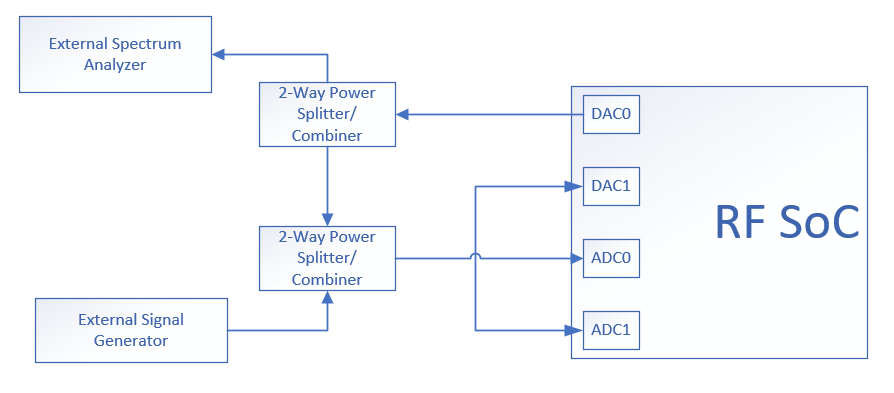 External Spectrum
Analyzer
2-Way Power
Splitter/
Combiner
DAC0
DAC1
RF SoC
2-Way Power
Splitter/
Combiner
ADC0
External Signal
Generator
ADC1